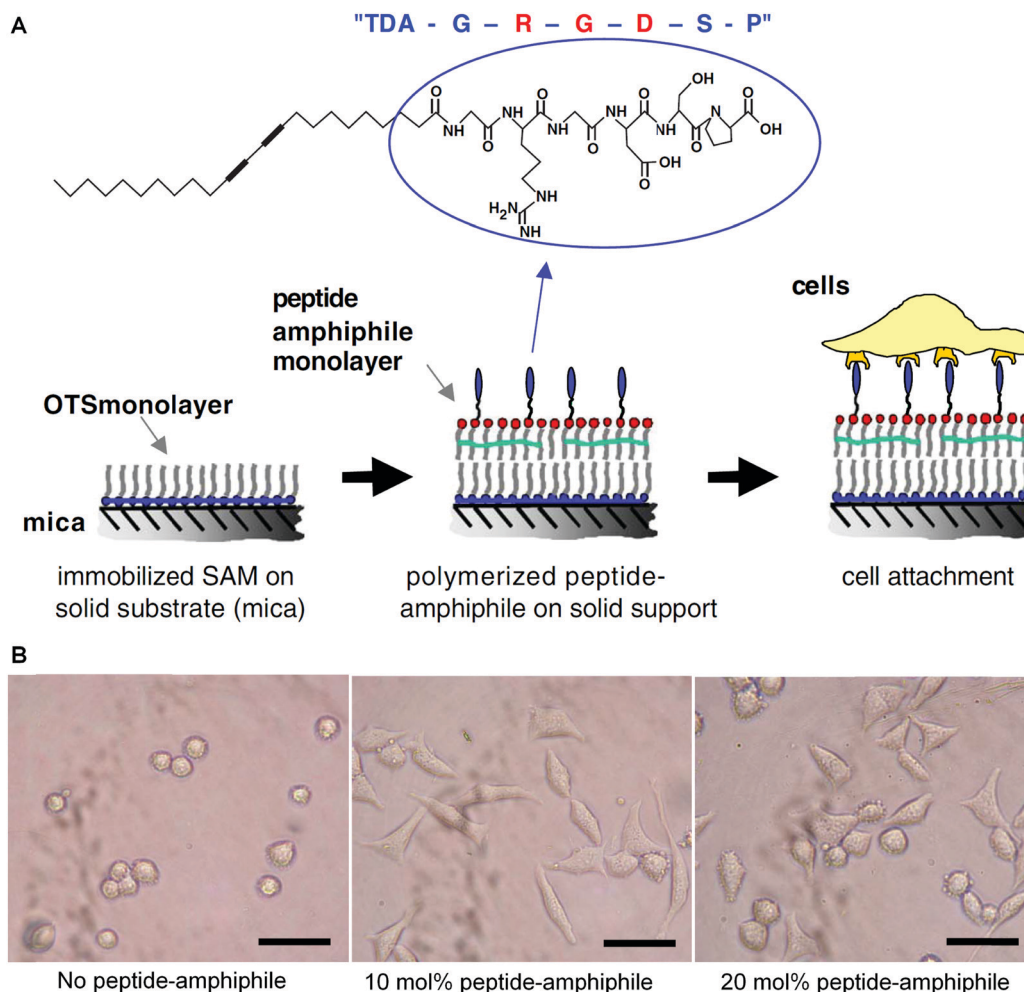 A
"TDA - G – R – G – D – S - P"
O
O
O
O
OH
NH
NH
NH
N
OH
NH
O
NH
O
NH
O
O
OH
O
NH
H₂N
NH
peptide
amphiphile
monolayer
cells
OTSmonolayer
mica
immobilized SAM on
solid substrate (mica)
polymerized peptide-
amphiphile on solid support
cell attachment
B
No peptide-amphiphile
10 mol% peptide-amphiphile
20 mol% peptide-amphiphile